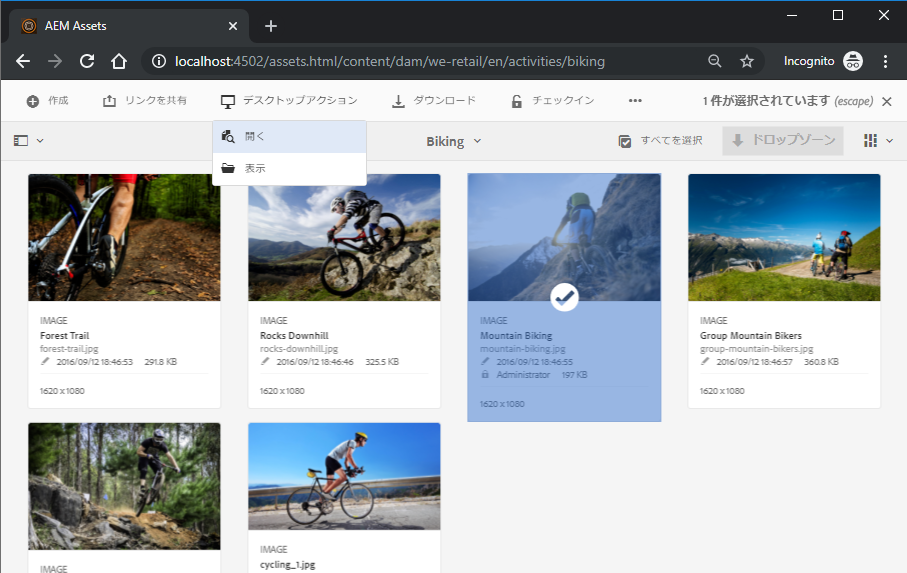 AEM Assets
localhost:4502/assets.html/content/dam/we-retail/en/activities/biking
Incognito
作成
リンクを共有
デスクトップアクション
ダウンロード
チェックイン
1 件が選択されています (escape)
開く
表示
Biking
すべてを選択
ドロップゾーン
IMAGE
Forest Trail
forest-trail.jpg
2016/09/12 18:46:53 291.8 KB
1620 x 1080
IMAGE
Rocks Downhill
rocks-downhill.jpg
2016/09/12 18:46:46 325.5 KB
1620 x 1080
IMAGE
Mountain Biking
mountain-biking.jpg
2016/09/12 18:46:55
Administrator 197 KB
1620 x 1080
IMAGE
Group Mountain Bikers
group-mountain-bikers.jpg
2016/09/12 18:46:57 360.8 KB
1620 x 1080
IMAGE
IMAGE
cycling_1.jpg